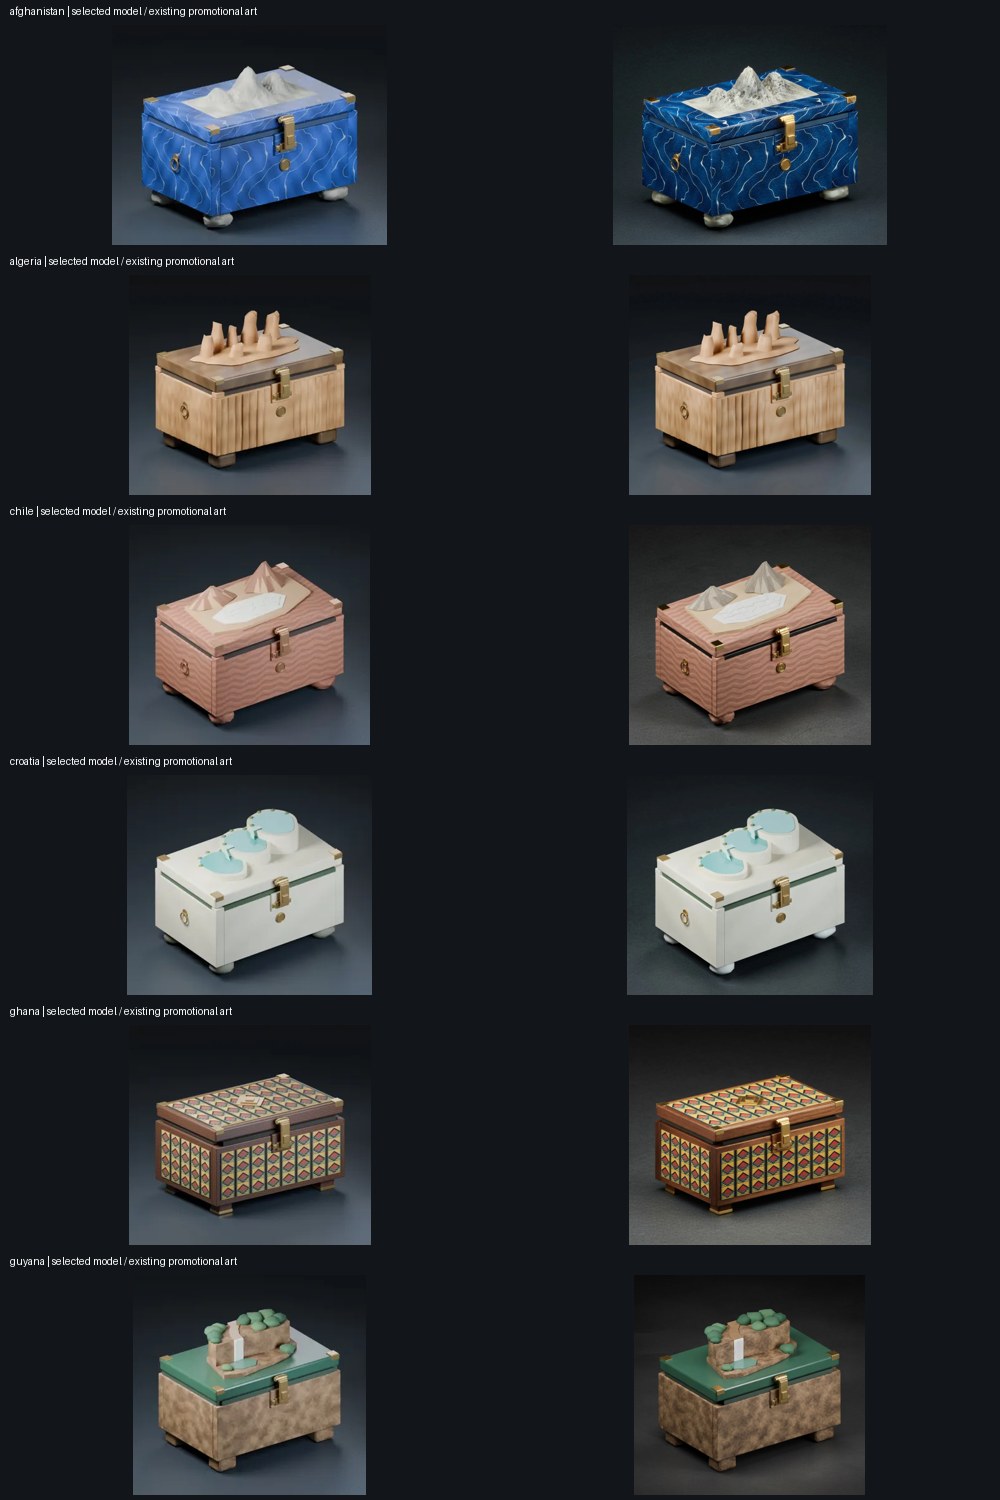 afghanistan | selected model / existing promotional art
algeria | selected model / existing promotional art
chile | selected model / existing promotional art
croatia | selected model / existing promotional art
ghana | selected model / existing promotional art
guyana | selected model / existing promotional art